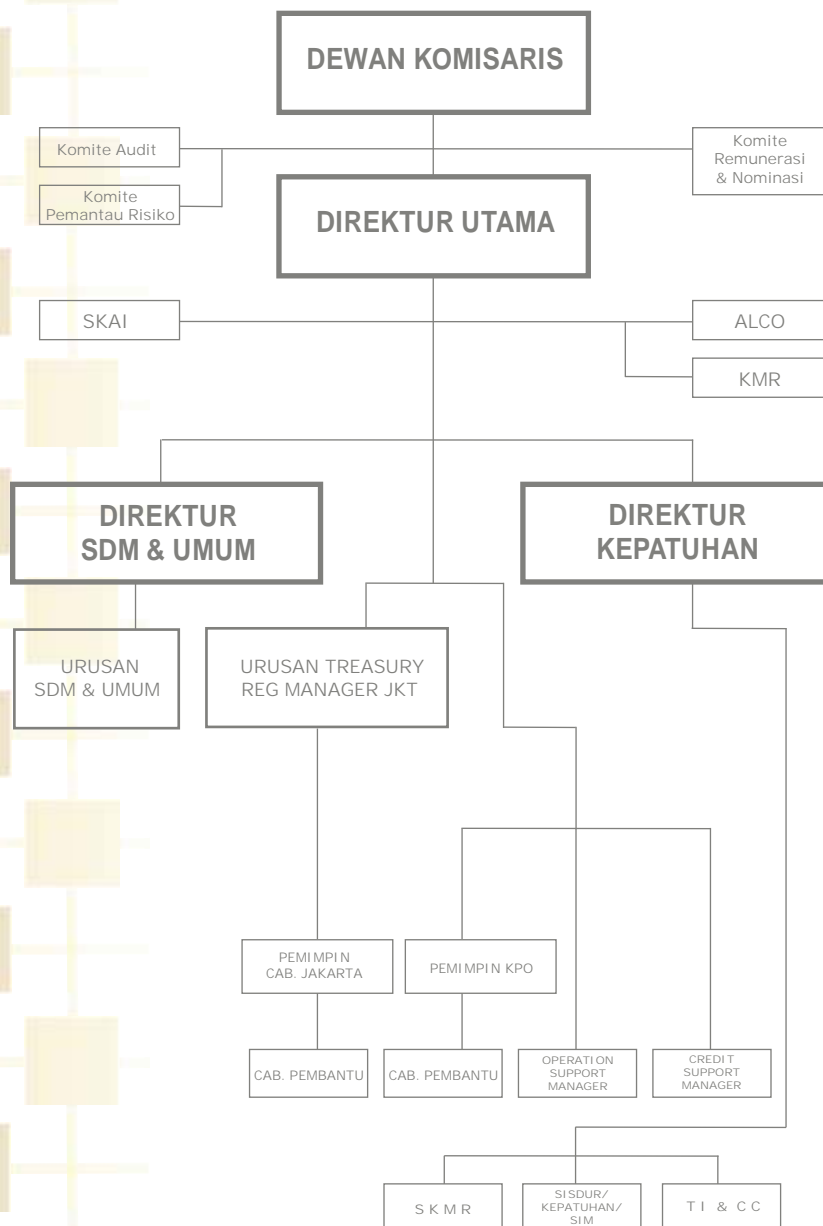 DEWAN KOMISARIS
Komite Audit
Komite
Remunerasi
& Nominasi
Komite
Pemantau Risiko
DIREKTUR UTAMA
SKAI
ALCO
KMR
DIREKTUR
SDM & UMUM
DIREKTUR
KEPATUHAN
URUSAN
SDM & UMUM
URUSAN TREASURY
REG MANAGER JKT
PEMIMPIN
CAB. JAKARTA
PEMIMPIN KPO
CAB. PEMBANTU
CAB. PEMBANTU
OPERATION
SUPPORT
MANAGER
CREDIT
SUPPORT
MANAGER
SKMR
SISDUR/
KEPATUHAN/
SIM
TI & CC